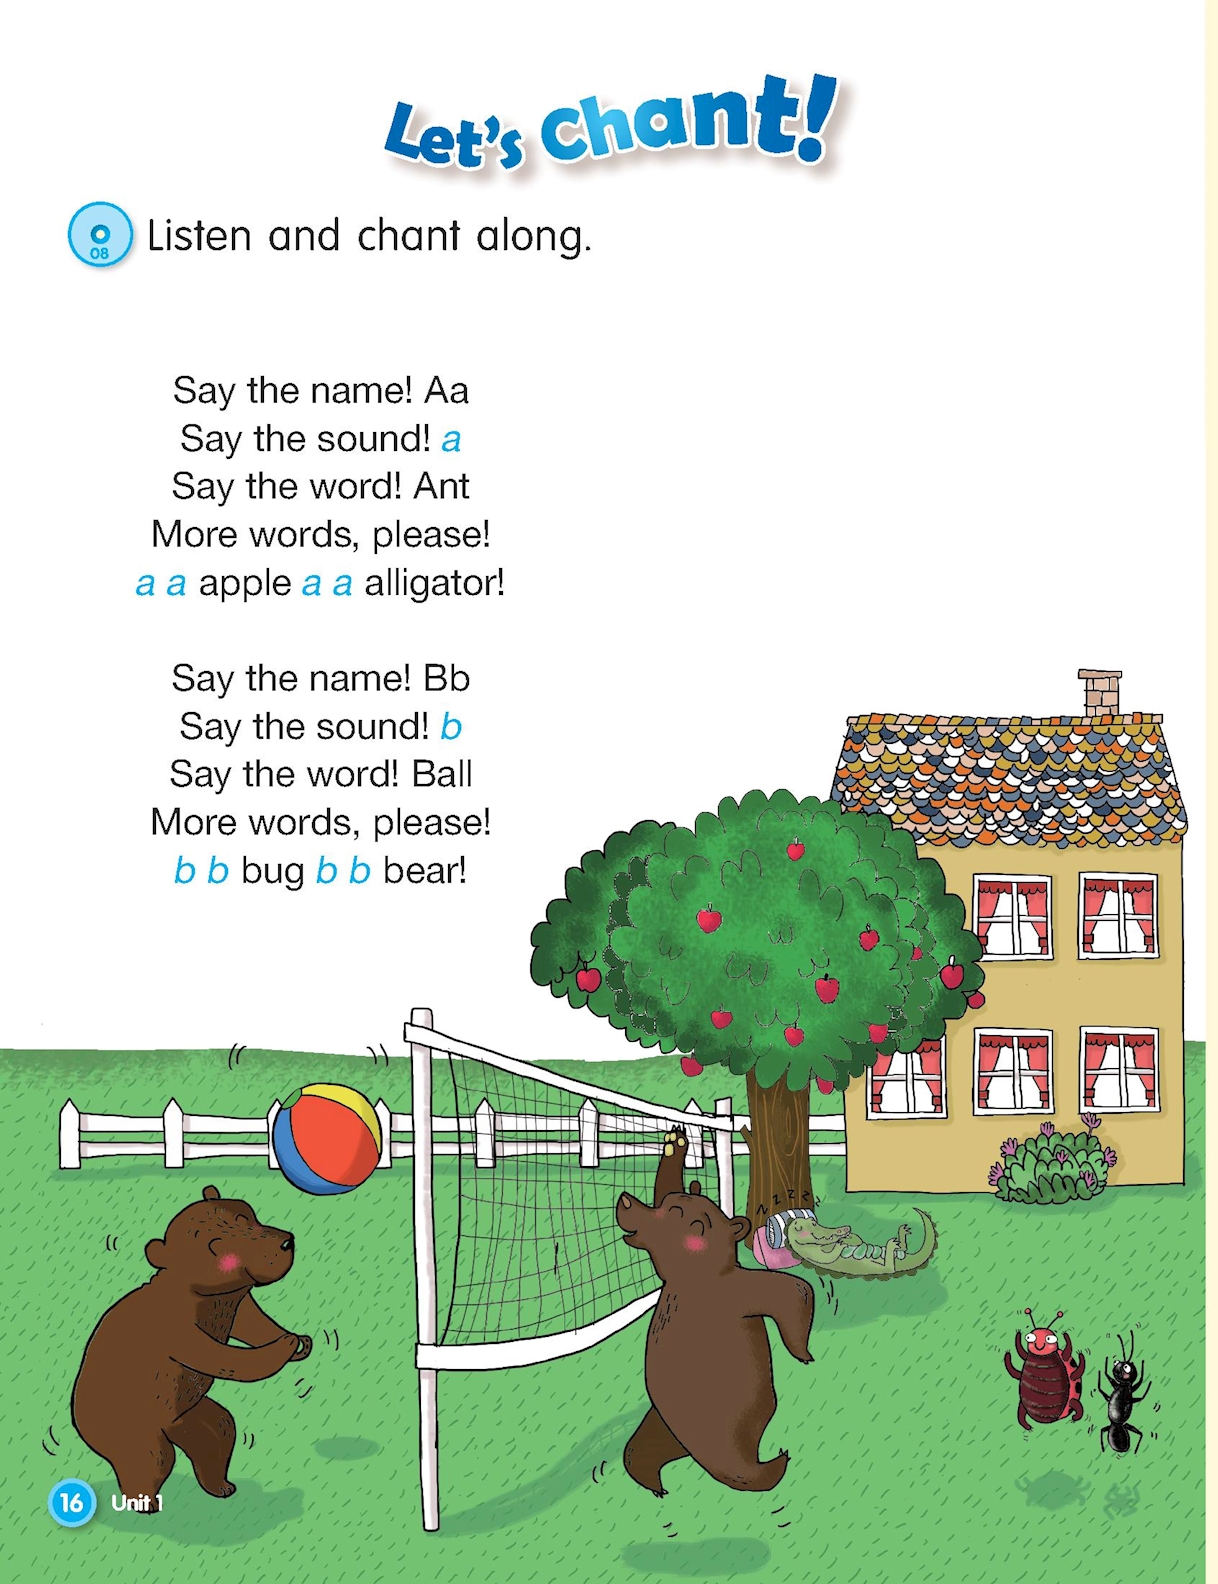 Let's Chant!
08
Listen and chant along.
Say the name! Aa
Say the sound! a
Say the word! Ant
More words, please!
a a apple a a alligator!
Say the name! Bb
Say the sound! b
Say the word! Ball
More words, please!
b b bug b b bear!
z z z z z
16 Unit 1